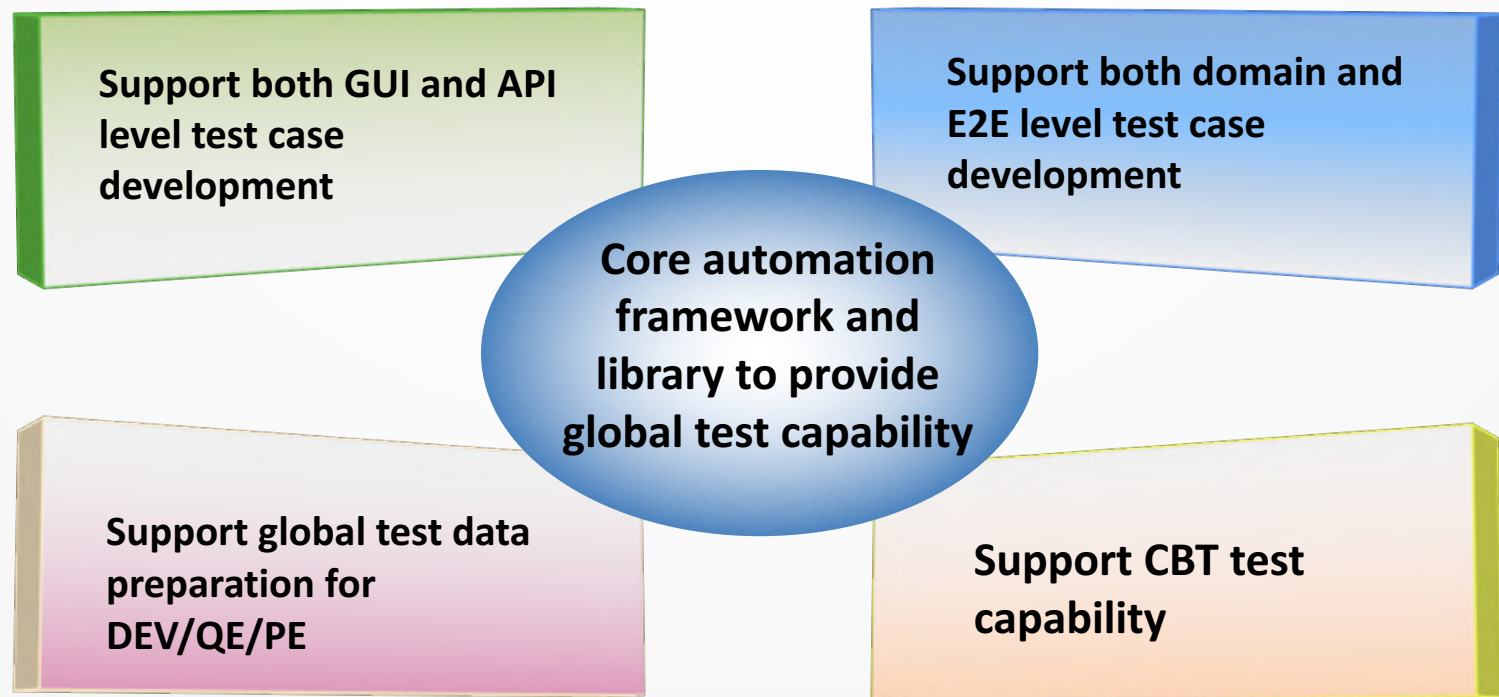 Support both GUI and API
level test case
development
Support both domain and
E2E level test case
development
Core automation
framework and
library to provide
global test capability
Support global test data
preparation for
DEV/QE/PE
Support CBT test
capability